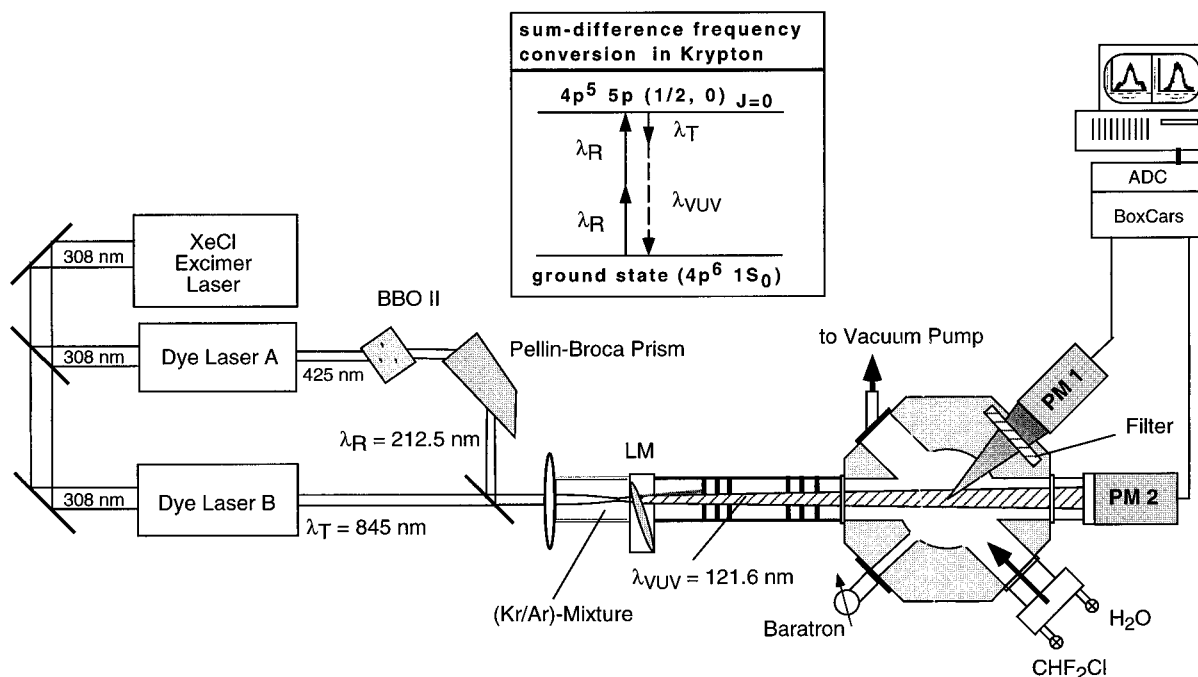 sum-difference frequency
conversion in Krypton
4p⁵ 5p (1/2, 0) J=0
λR
λT
λR
λVUV
ground state (4p⁶ 1S₀)
ADC
BoxCars
XeCl
Excimer
Laser
308 nm
BBO II
Pellin-Broca Prism
308 nm
Dye Laser A
425 nm
to Vacuum Pump
PM 1
Filter
λR = 212.5 nm
LM
308 nm
Dye Laser B
λT = 845 nm
PM 2
λVUV = 121.6 nm
(Kr/Ar)-Mixture
Baratron
H₂O
CHF₂Cl